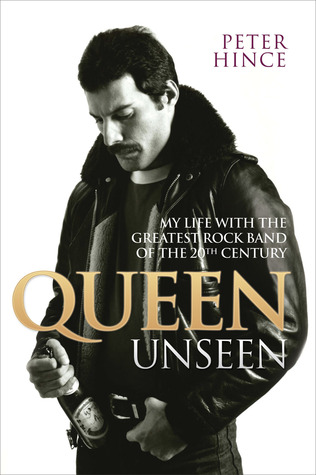 PETER
HINCE
MY LIFE WITH THE
GREATEST ROCK BAND
OF THE 20TH CENTURY
QUEEN
UNSEEN